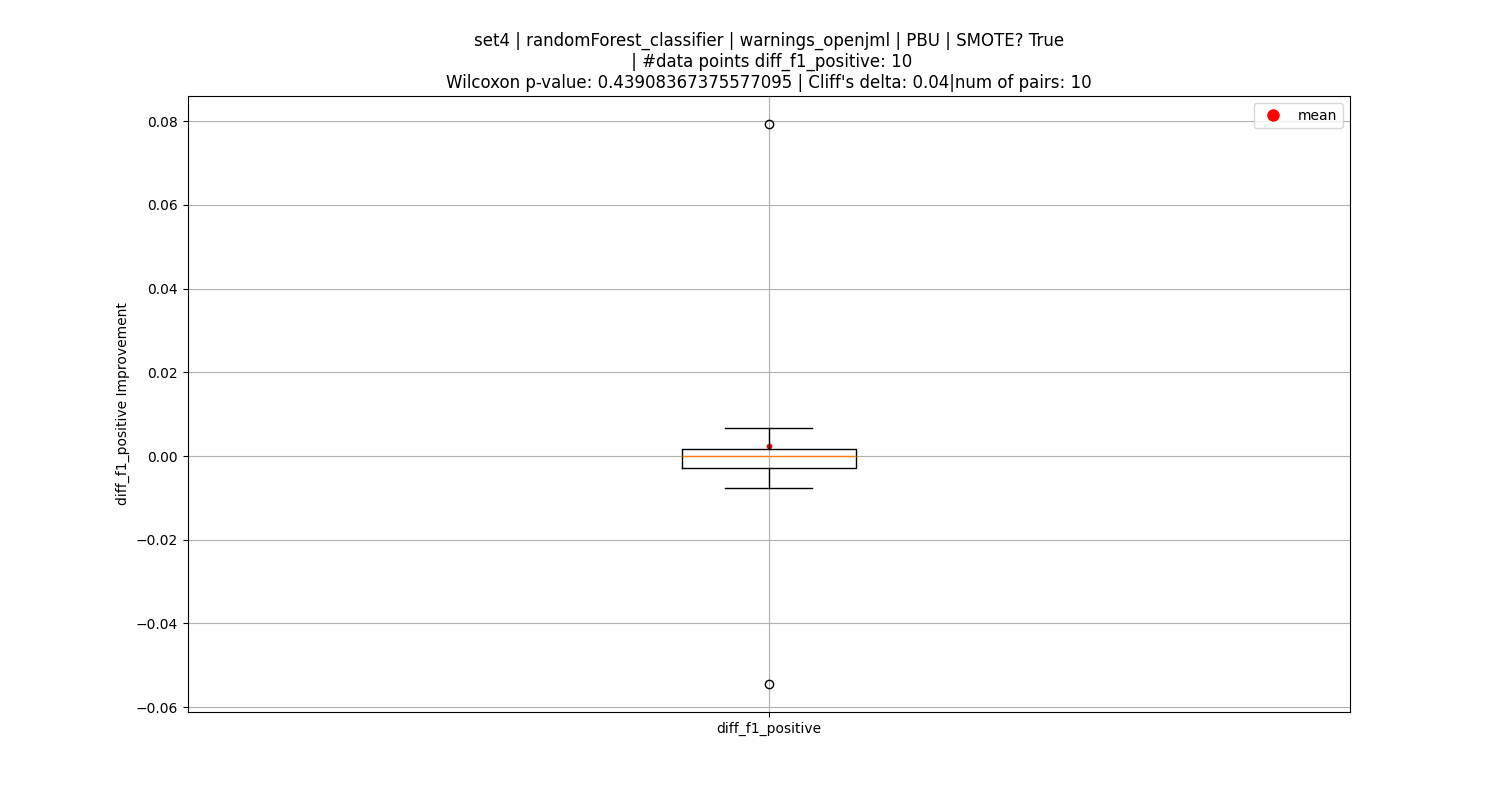 set4 | randomForest_classifier | warnings_openjml | PBU | SMOTE? True
| #data points diff_f1_positive: 10
Wilcoxon p-value: 0.43908367375577095 | Cliff's delta: 0.04|num of pairs: 10
mean
0.08
0.06
0.04
0.02
0.00
−0.02
−0.04
−0.06
diff_f1_positive Improvement
diff_f1_positive